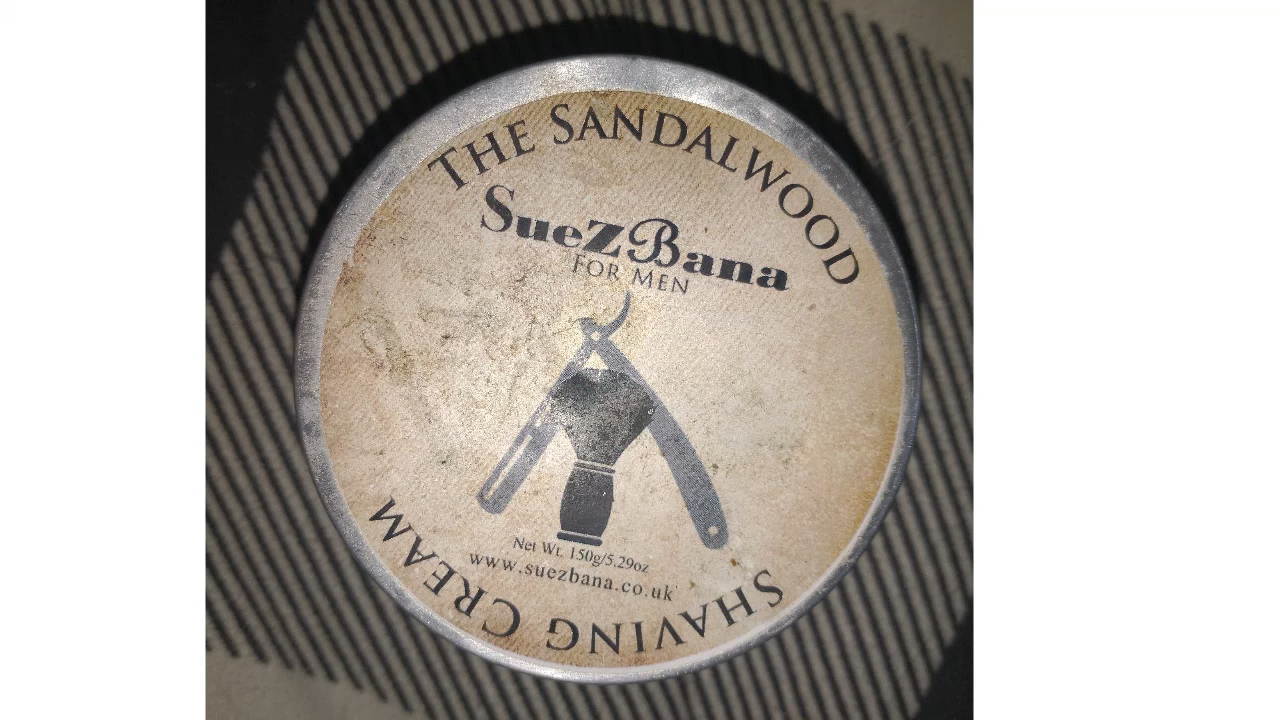 THE SANDALWOOD
SueZBana
FOR MEN
Net Wt. 150g/5.29oz
www.suezbana.co.uk
SHAVING CREAM